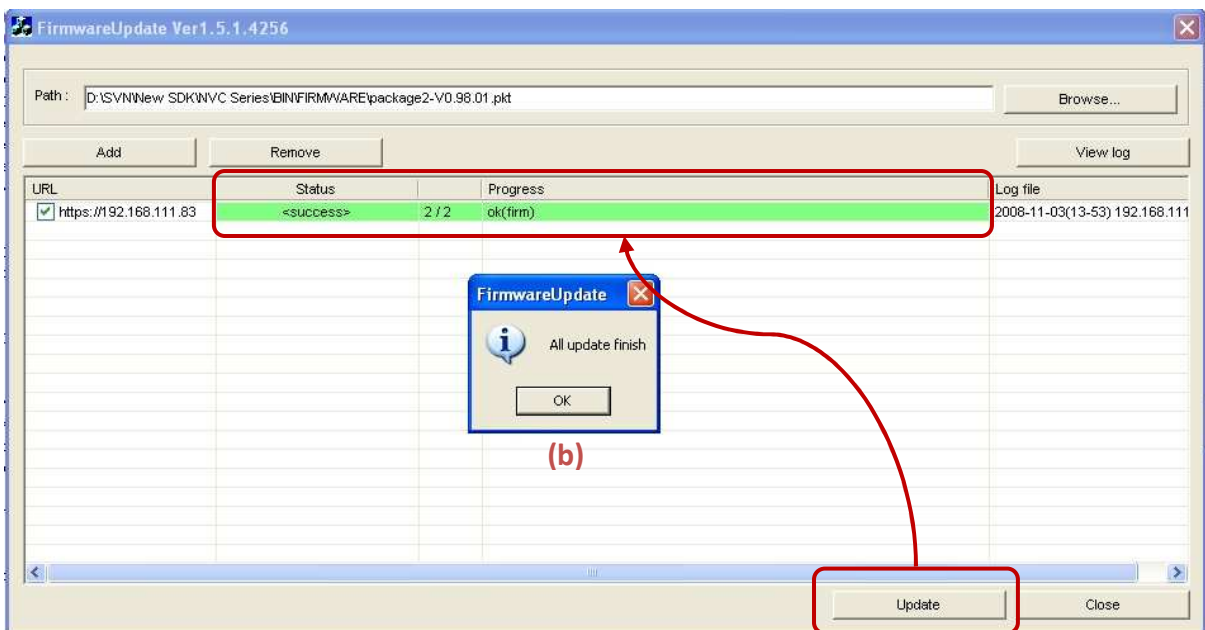 FirmwareUpdate Ver1.5.1.4256
Path : D:\SVN\New SDK\NVC Series\BIN\FIRMWARE\package2-V0.98.01.pkt Browse...
Add Remove View log
URL Status Progress Log file
https://192.168.111.83 <success> 2 / 2 ok(firm) 2008-11-03(13-53) 192.168.111
FirmwareUpdate
All update finish
OK
(b)
Update Close